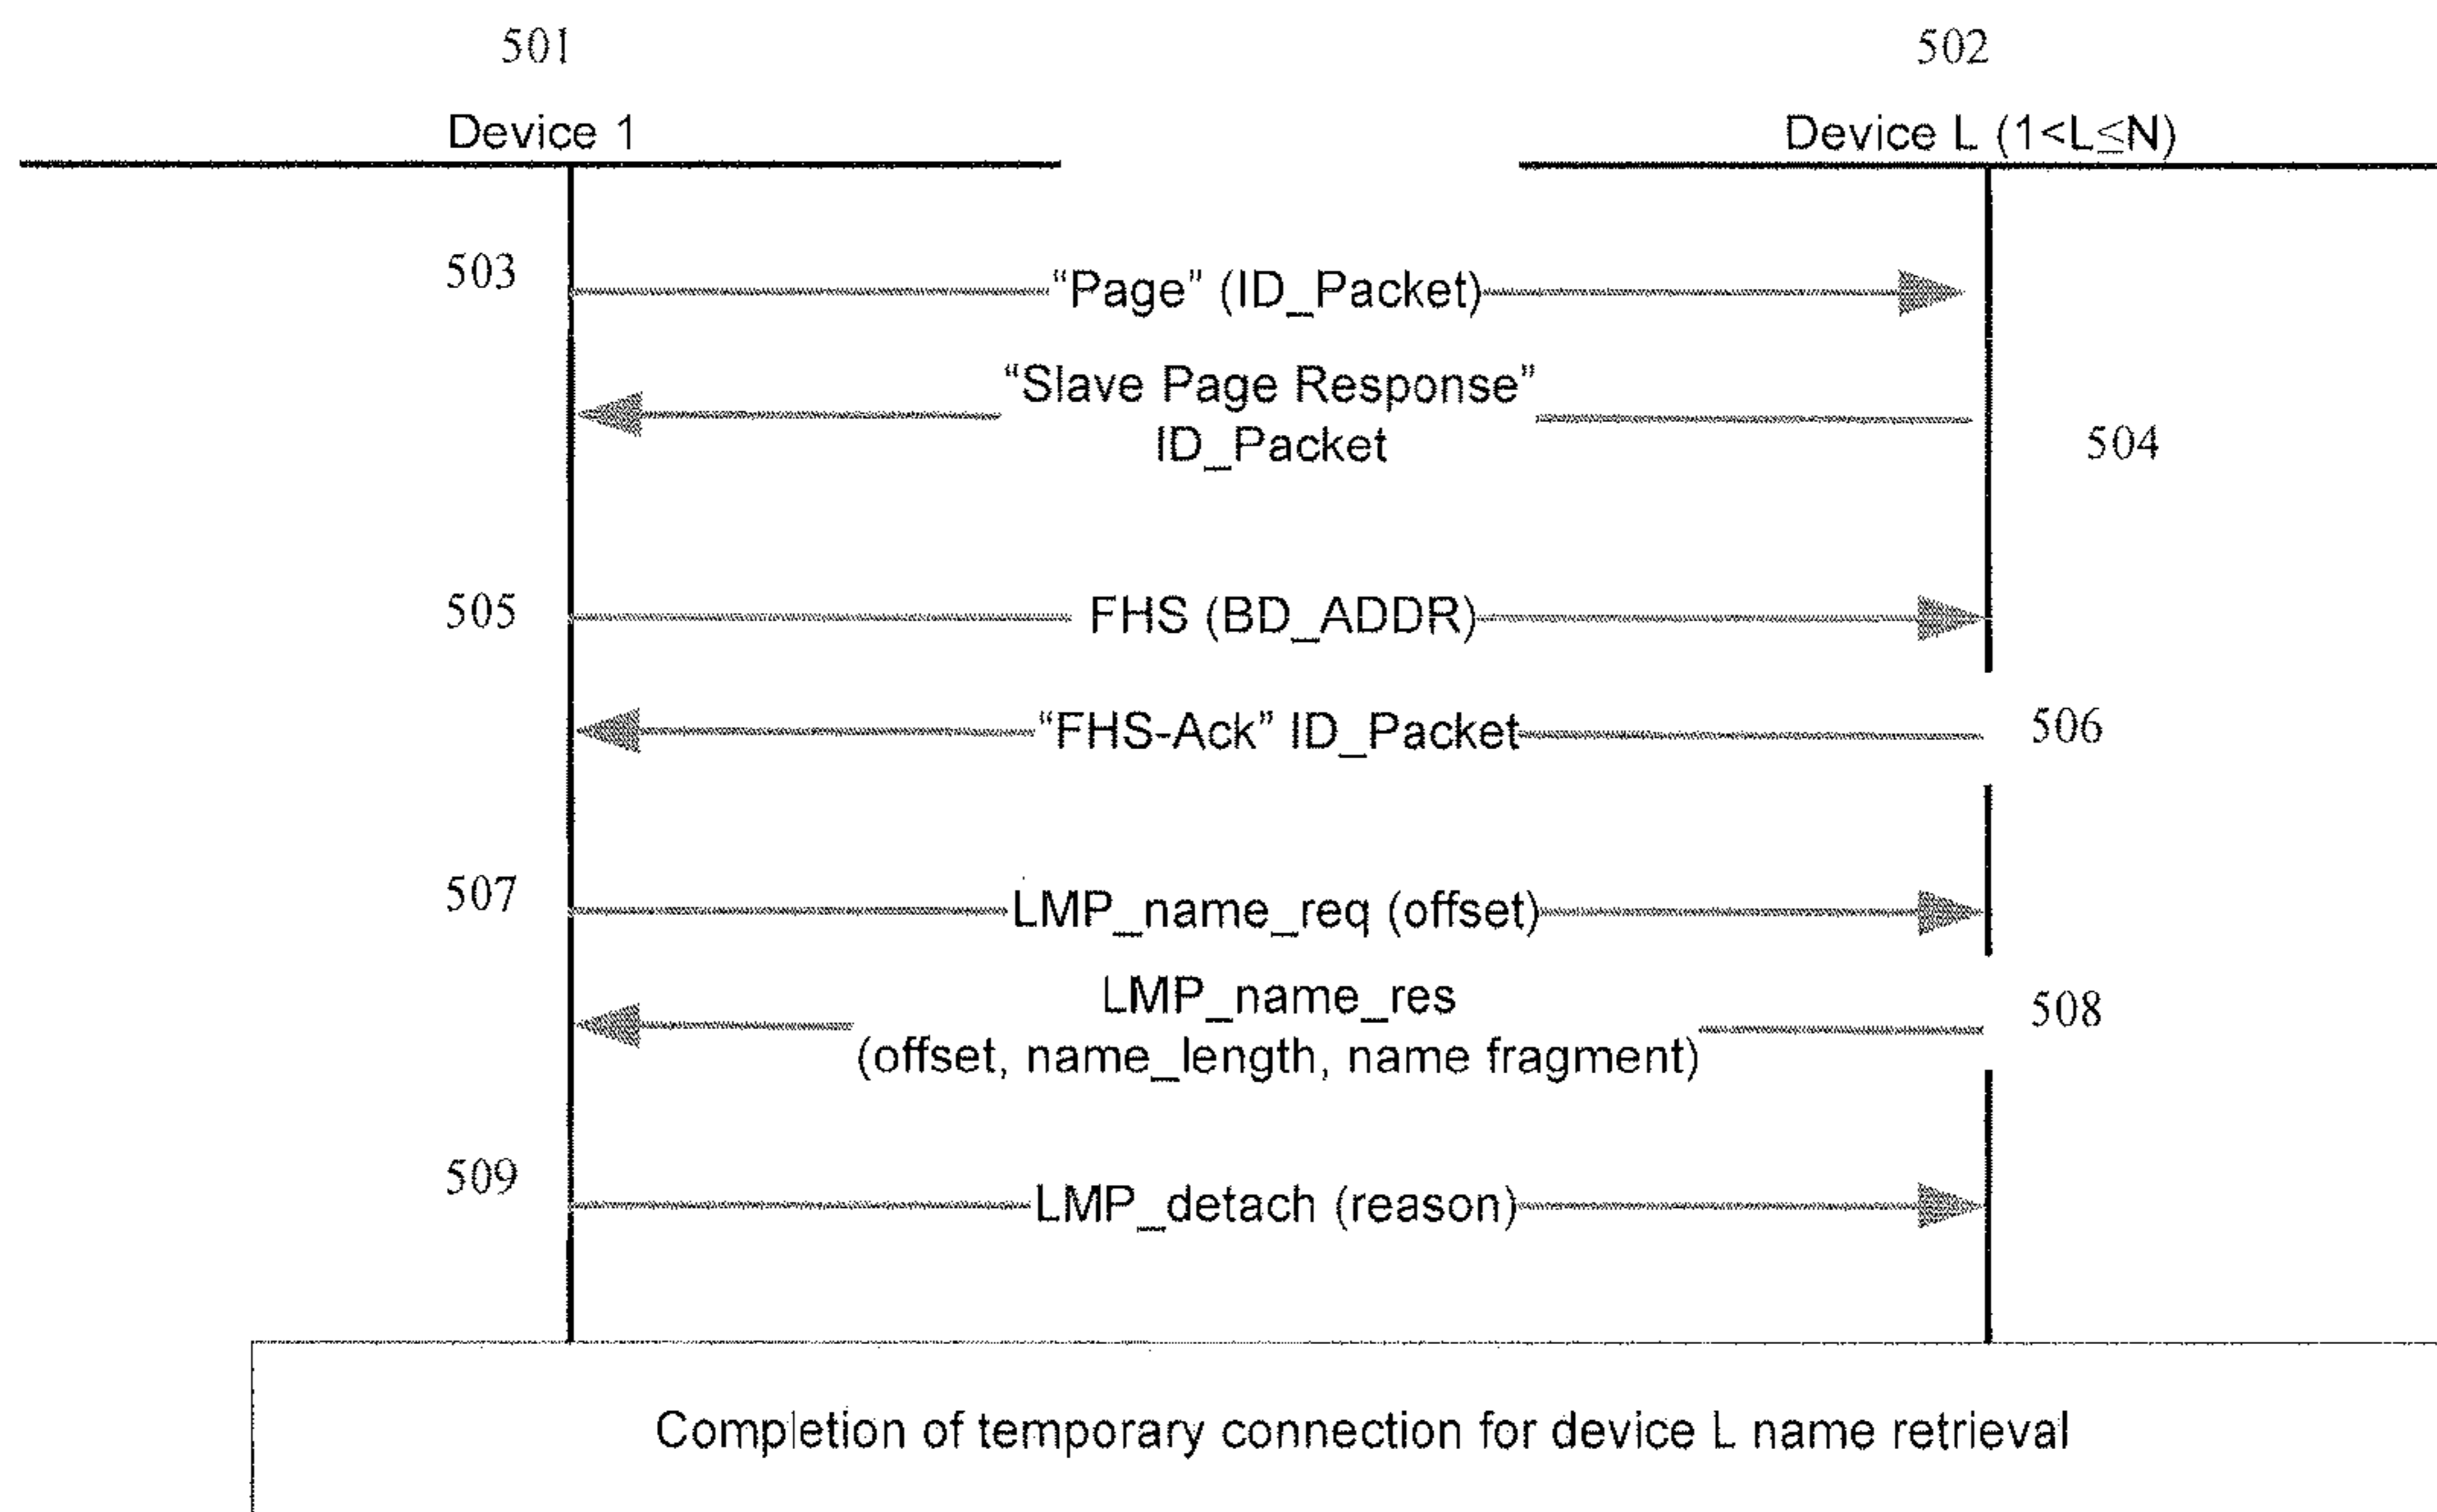 501
502
Device 1
Device L (1<L≤N)
503
“Page” (ID_Packet)
“Slave Page Response”
ID_Packet
504
505
FHS (BD_ADDR)
“FHS-Ack” ID_Packet
506
507
LMP_name_req (offset)
LMP_name_res
(offset, name_length, name fragment)
508
509
LMP_detach (reason)
Completion of temporary connection for device L name retrieval